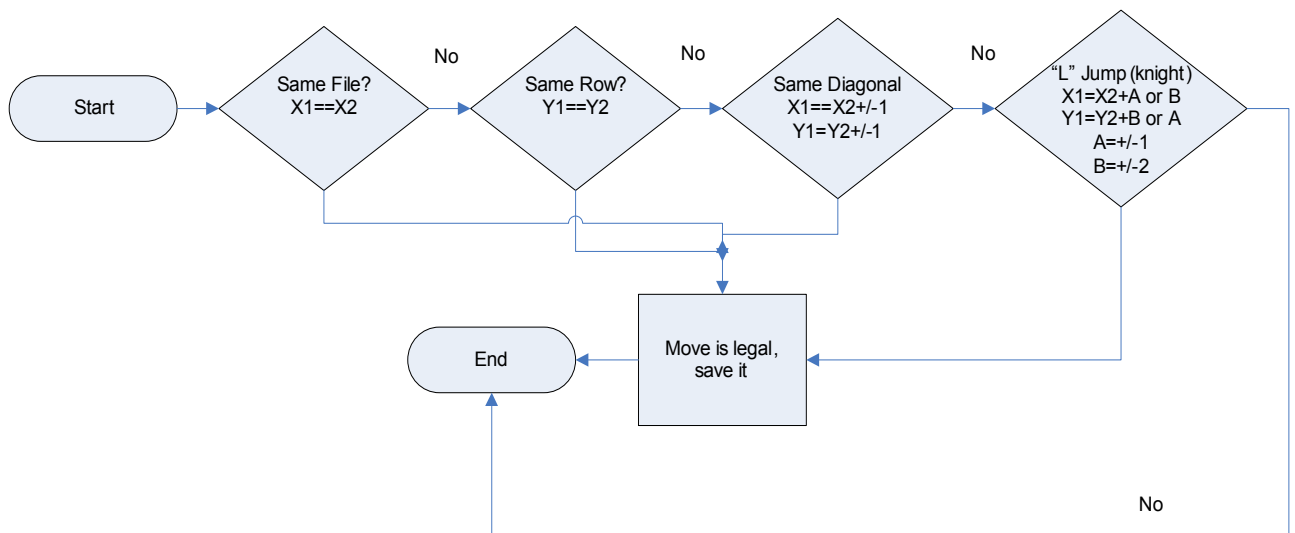 Start
Same File?
X1==X2
No
Same Row?
Y1==Y2
No
Same Diagonal
X1==X2+/-1
Y1=Y2+/-1
No
“L” Jump (knight)
X1=X2+A or B
Y1=Y2+B or A
A=+/-1
B=+/-2
End
Move is legal,
save it
No